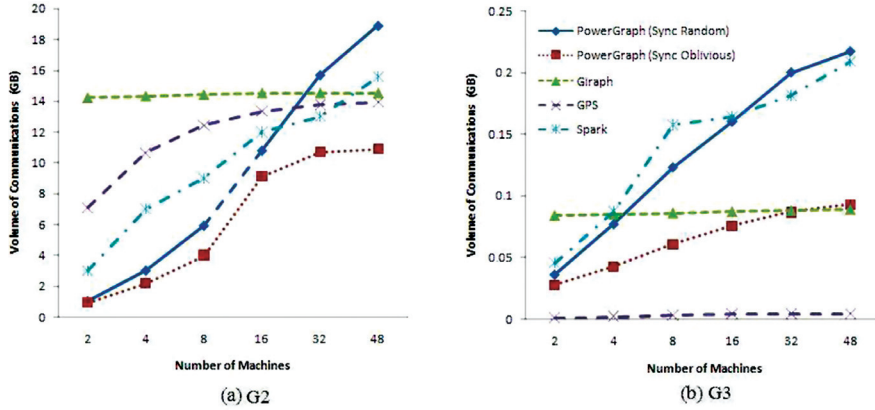 20
18
16
14
12
10
8
6
4
2
0
Volume of Communications (GB)
2 4 8 16 32 48
Number of Machines
(a) G2
0.25
0.2
0.15
0.1
0.05
0
Volume of Communications (GB)
PowerGraph (Sync Random)
PowerGraph (Sync Oblivious)
Giraph
GPS
Spark
2 4 8 16 32 48
Number of Machines
(b) G3